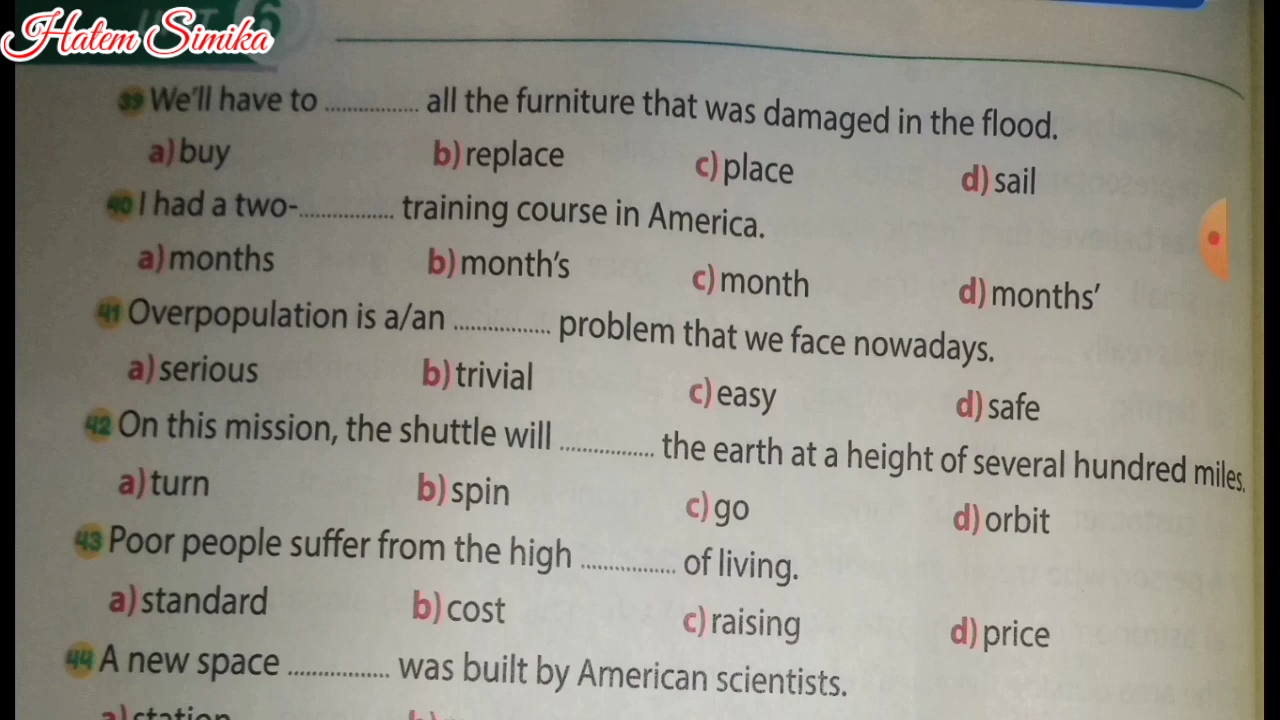 UNIT 6
Hatem Simika
39 We'll have to ................ all the furniture that was damaged in the flood.
a) buy b) replace c) place d) sail
40 I had a two-................ training course in America.
a) months b) month's c) month d) months'
41 Overpopulation is a/an ................ problem that we face nowadays.
a) serious b) trivial c) easy d) safe
42 On this mission, the shuttle will ................ the earth at a height of several hundred miles.
a) turn b) spin c) go d) orbit
43 Poor people suffer from the high ................ of living.
a) standard b) cost c) raising d) price
44 A new space ................ was built by American scientists.
a) station b)